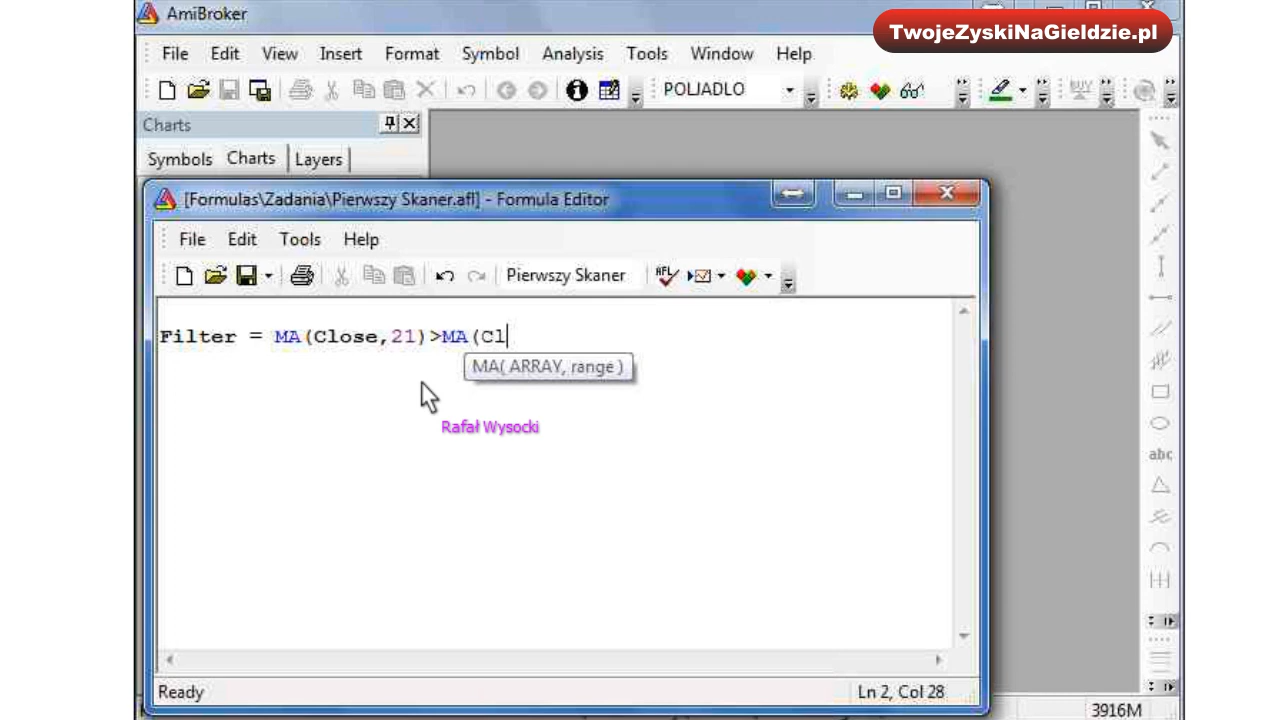 AmiBroker
TwojeZyskiNaGieldzie.pl
File Edit View Insert Format Symbol Analysis Tools Window Help
POLJADLO
Charts
Symbols Charts Layers
[Formulas\Zadania\Pierwszy Skaner.afl] - Formula Editor
File Edit Tools Help
Pierwszy Skaner AFL
Filter = MA(Close,21)>MA(Cl
MA( ARRAY, range )
Rafał Wysocki
abc
Ready Ln 2, Col 28
3916M